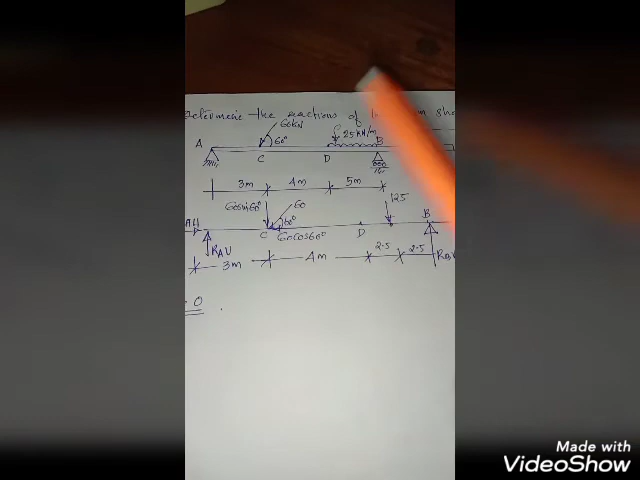 Determine the reactions of
60kN
60°
25 kN/m
A
B
C
D
3m
4m
5m
60sin60°
60
60°
125
AH
RAV
C
60cos60°
D
B
3m
4m
2.5
2.5
0
Made with
VideoShow